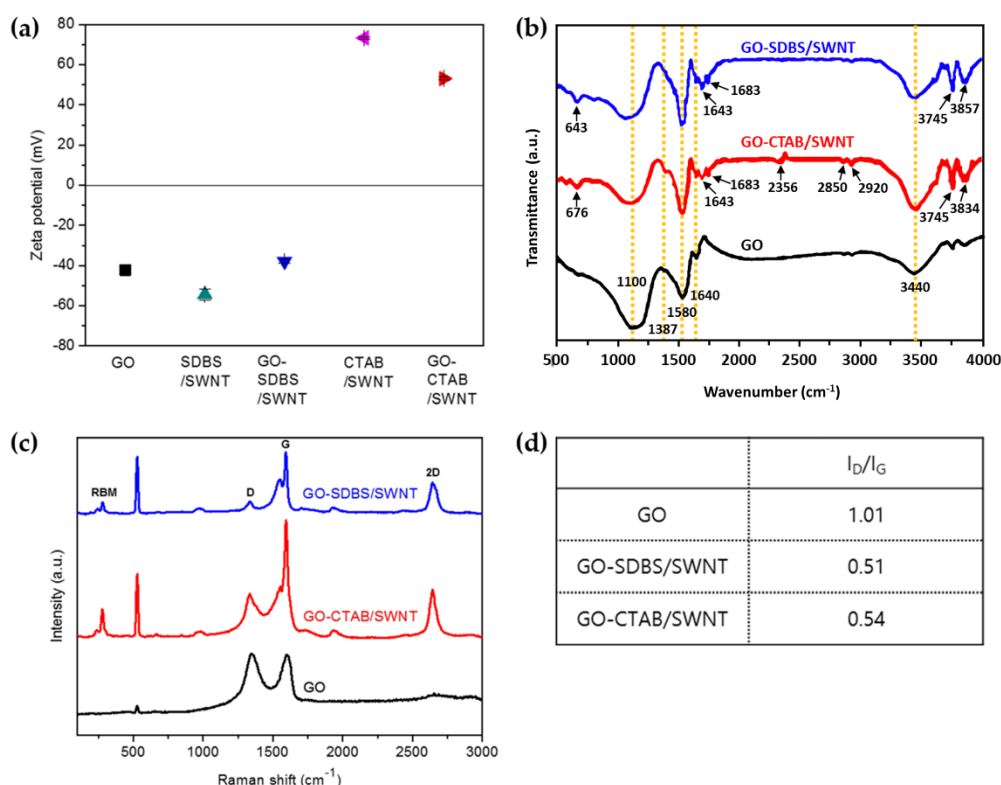 (a)
Zeta potential (mV)
80
60
40
20
0
-20
-40
-60
-80
GO
SDBS
/SWNT
GO-
SDBS
/SWNT
CTAB
/SWNT
GO-
CTAB
/SWNT
(b)
Transmittance (a.u.)
GO-SDBS/SWNT
643
1643
1683
3745
3857
GO-CTAB/SWNT
676
1643
1683
2356
2850
2920
3745
3834
GO
1100
1387
1580
1640
3440
500 1000 1500 2000 2500 3000 3500 4000
Wavenumber (cm⁻¹)
(c)
Intensity (a.u.)
RBM
D
G
2D
GO-SDBS/SWNT
GO-CTAB/SWNT
GO
500 1000 1500 2000 2500 3000
Raman shift (cm⁻¹)
(d)
I_D/I_G
GO 1.01
GO-SDBS/SWNT 0.51
GO-CTAB/SWNT 0.54